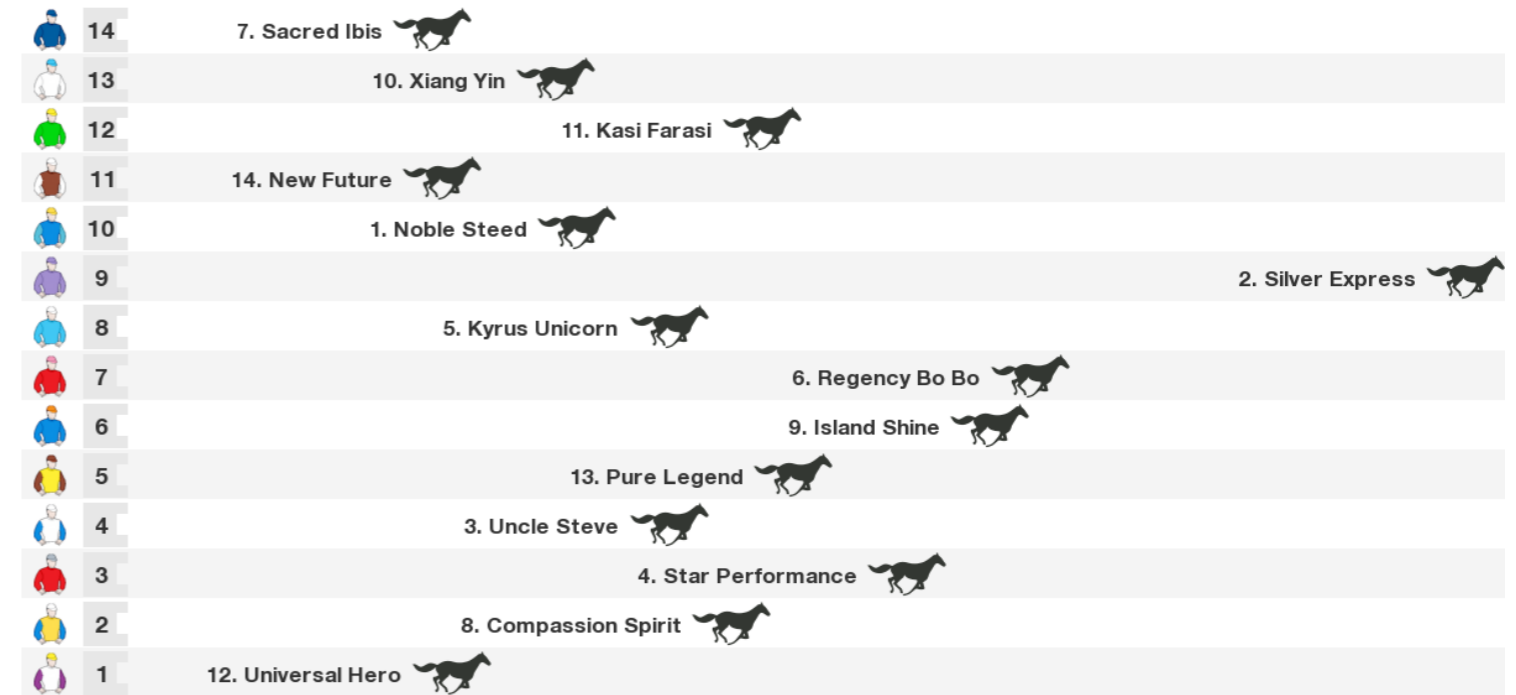 14 7. Sacred Ibis
13 10. Xiang Yin
12 11. Kasi Farasi
11 14. New Future
10 1. Noble Steed
9 2. Silver Express
8 5. Kyrus Unicorn
7 6. Regency Bo Bo
6 9. Island Shine
5 13. Pure Legend
4 3. Uncle Steve
3 4. Star Performance
2 8. Compassion Spirit
1 12. Universal Hero